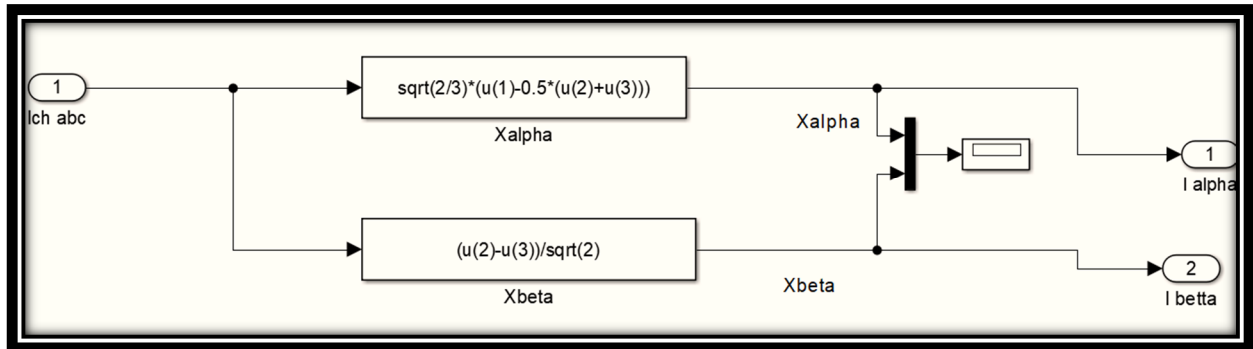 1
Ich abc
sqrt(2/3)*(u(1)-0.5*(u(2)+u(3)))
Xalpha
Xalpha
1
I alpha
(u(2)-u(3))/sqrt(2)
Xbeta
Xbeta
2
I betta